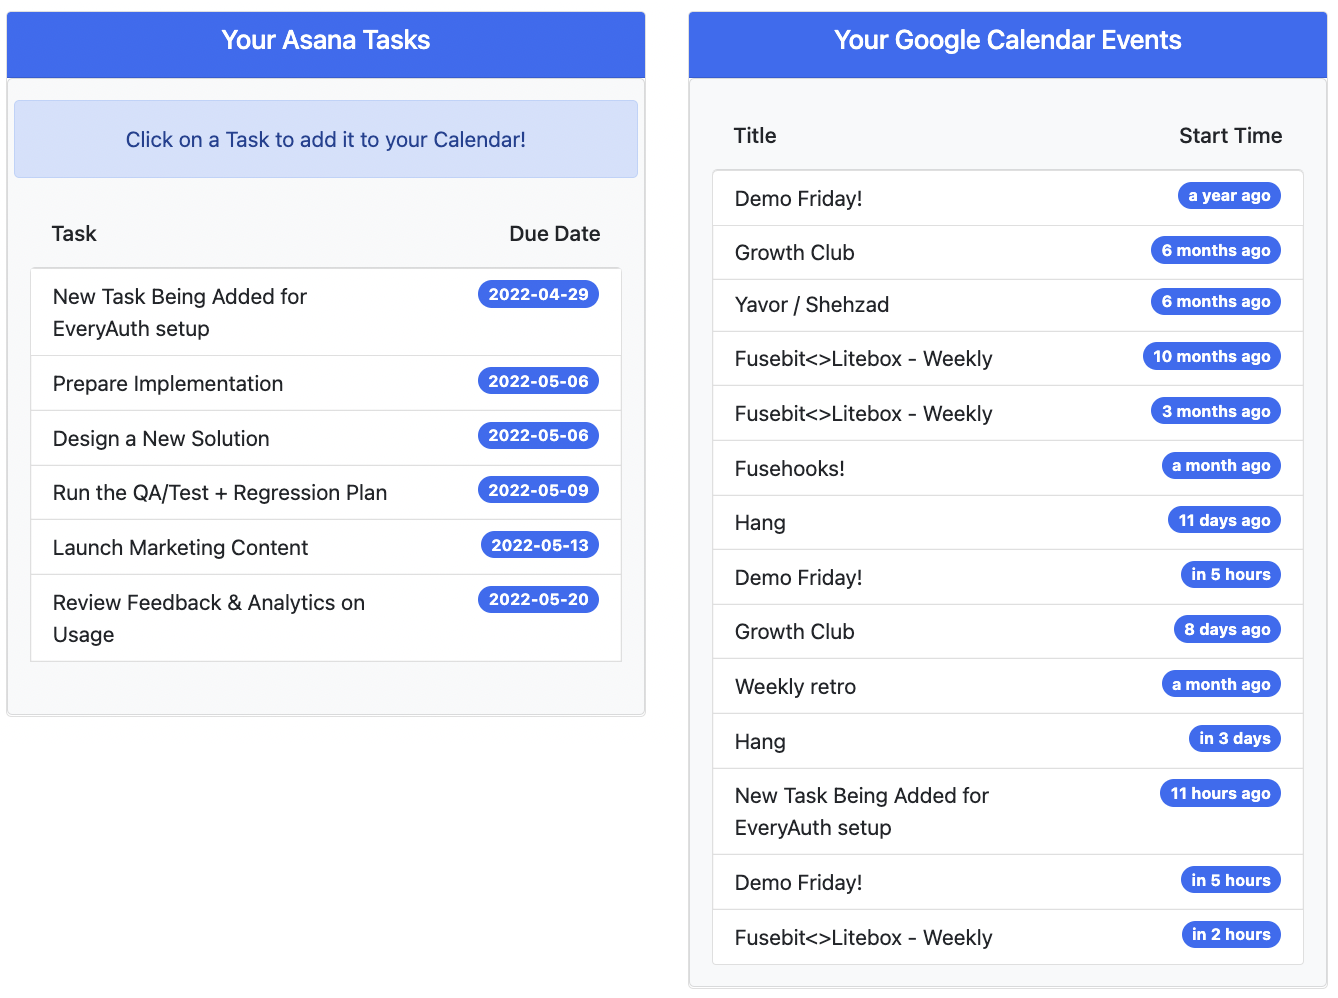 Your Asana Tasks
Click on a Task to add it to your Calendar!
Task Due Date
New Task Being Added for 2022-04-29
EveryAuth setup
Prepare Implementation 2022-05-06
Design a New Solution 2022-05-06
Run the QA/Test + Regression Plan 2022-05-09
Launch Marketing Content 2022-05-13
Review Feedback & Analytics on 2022-05-20
Usage
Your Google Calendar Events
Title Start Time
Demo Friday! a year ago
Growth Club 6 months ago
Yavor / Shehzad 6 months ago
Fusebit<>Litebox - Weekly 10 months ago
Fusebit<>Litebox - Weekly 3 months ago
Fusehooks! a month ago
Hang 11 days ago
Demo Friday! in 5 hours
Growth Club 8 days ago
Weekly retro a month ago
Hang in 3 days
New Task Being Added for 11 hours ago
EveryAuth setup
Demo Friday! in 5 hours
Fusebit<>Litebox - Weekly in 2 hours